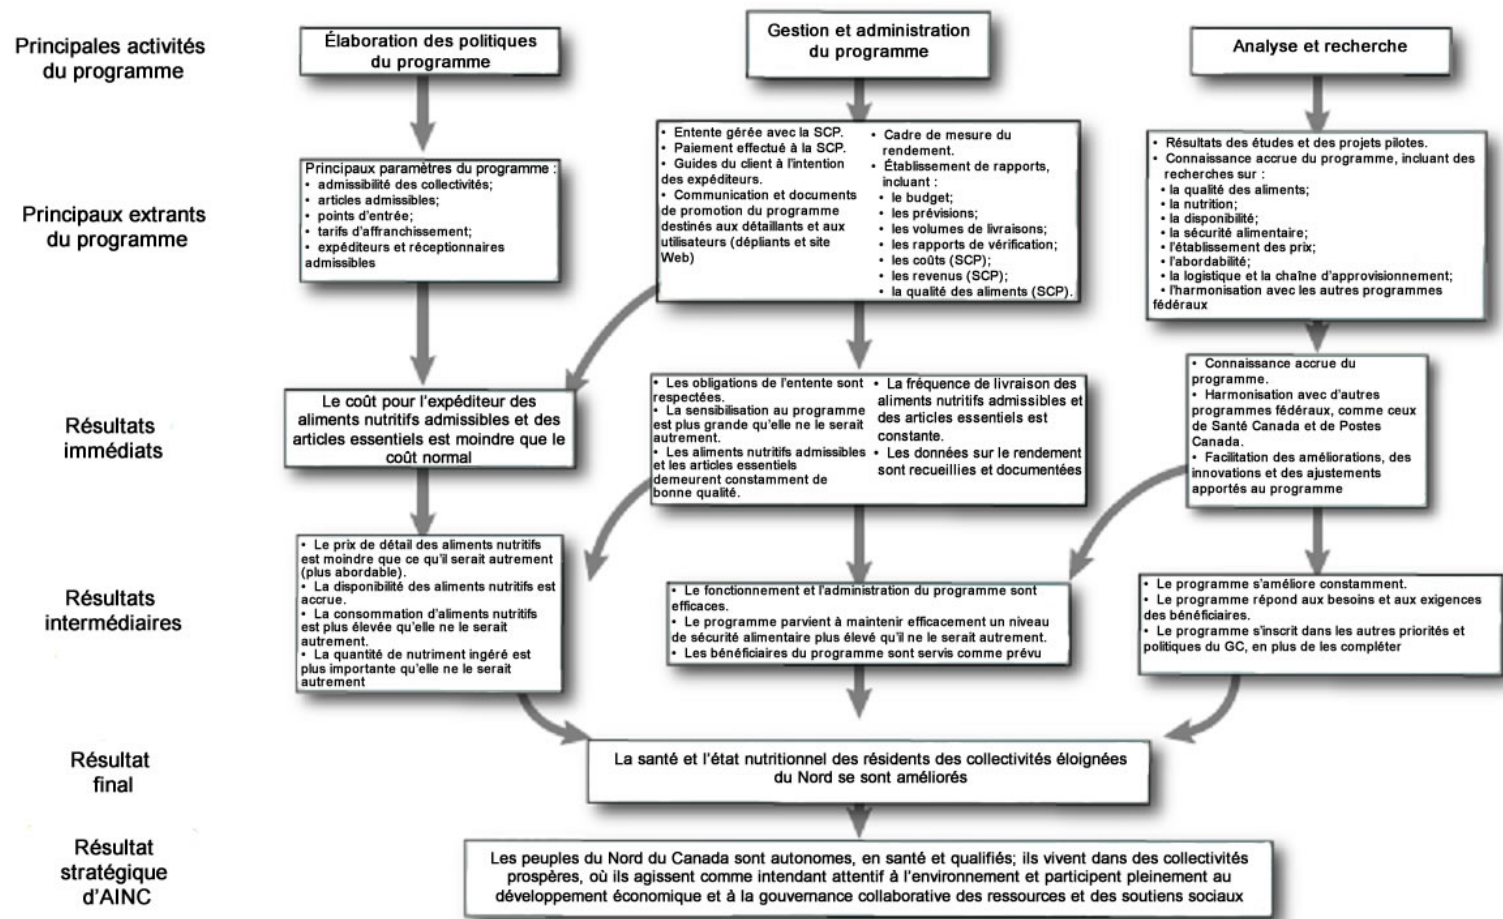 Principales activités
du programme
Élaboration des politiques
du programme
Gestion et administration
du programme
Analyse et recherche
Principaux extrants
du programme
Principaux paramètres du programme :
• admissibilité des collectivités;
• articles admissibles;
• points d'entrée;
• tarifs d'affranchissement;
• expéditeurs et réceptionnaires
admissibles
• Entente gérée avec la SCP.
• Paiement effectué à la SCP.
• Guides du client à l'intention
des expéditeurs.
• Communication et documents
de promotion du programme
destinés aux détaillants et aux
utilisateurs (dépliants et site
Web)
• Cadre de mesure du
rendement.
• Établissement de rapports,
incluant :
• le budget;
• les prévisions;
• les volumes de livraisons;
• les rapports de vérification;
• les coûts (SCP);
• les revenus (SCP);
• la qualité des aliments (SCP).
• Résultats des études et des projets pilotes.
• Connaissance accrue du programme, incluant des
recherches sur :
• la qualité des aliments;
• la nutrition;
• la disponibilité;
• la sécurité alimentaire;
• l'établissement des prix;
• l'abordabilité;
• la logistique et la chaîne d'approvisionnement;
• l'harmonisation avec les autres programmes
fédéraux
Résultats
immédiats
Le coût pour l'expéditeur des
aliments nutritifs admissibles et des
articles essentiels est moindre que le
coût normal
• Les obligations de l'entente sont
respectées.
• La sensibilisation au programme
est plus grande qu'elle ne le serait
autrement.
• Les aliments nutritifs admissibles
et les articles essentiels
demeurent constamment de
bonne qualité.
• La fréquence de livraison des
aliments nutritifs admissibles et
des articles essentiels est
constante.
• Les données sur le rendement
sont recueillies et documentées
• Connaissance accrue du
programme.
• Harmonisation avec d'autres
programmes fédéraux, comme ceux
de Santé Canada et de Postes
Canada.
• Facilitation des améliorations, des
innovations et des ajustements
apportés au programme
Résultats
intermédiaires
• Le prix de détail des aliments nutritifs
est moindre que ce qu'il serait autrement
(plus abordable).
• La disponibilité des aliments nutritifs est
accrue.
• La consommation d'aliments nutritifs
est plus élevée qu'elle ne le serait
autrement.
• La quantité de nutriment ingéré est
plus importante qu'elle ne le serait
autrement
• Le fonctionnement et l'administration du programme sont
efficaces.
• Le programme parvient à maintenir efficacement un niveau
de sécurité alimentaire plus élevé qu'il ne le serait autrement.
• Les bénéficiaires du programme sont servis comme prévu
• Le programme s'améliore constamment.
• Le programme répond aux besoins et aux exigences
des bénéficiaires.
• Le programme s'inscrit dans les autres priorités et
politiques du GC, en plus de les compléter
Résultat
final
La santé et l'état nutritionnel des résidents des collectivités éloignées
du Nord se sont améliorés
Résultat
stratégique
d'AINC
Les peuples du Nord du Canada sont autonomes, en santé et qualifiés; ils vivent dans des collectivités
prospères, où ils agissent comme intendant attentif à l'environnement et participent pleinement au
développement économique et à la gouvernance collaborative des ressources et des soutiens sociaux